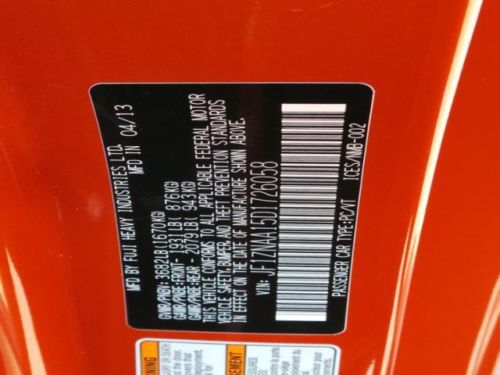 MFD BY FUJI HEAVY INDUSTRIES LTD.
MFD IN 04/13
GVWR/PNBV - 3682LB( 1670KG)
GAWR/PNBE-FRONT- 1931LB( 876KG)
GAWR/PNBE-REAR - 2079LB( 943KG)
THIS VEHICLE CONFORMS TO ALL APPLICABLE FEDERAL MOTOR
VEHICLE SAFETY,BUMPER,AND THEFT PREVENTION STANDARDS
IN EFFECT ON THE DATE OF MANUFACTURE SHOWN ABOVE.
VIN: JF1ZNAA15D1726058
PASSENGER CAR TYPE:PC/VT ICES/NMB-002